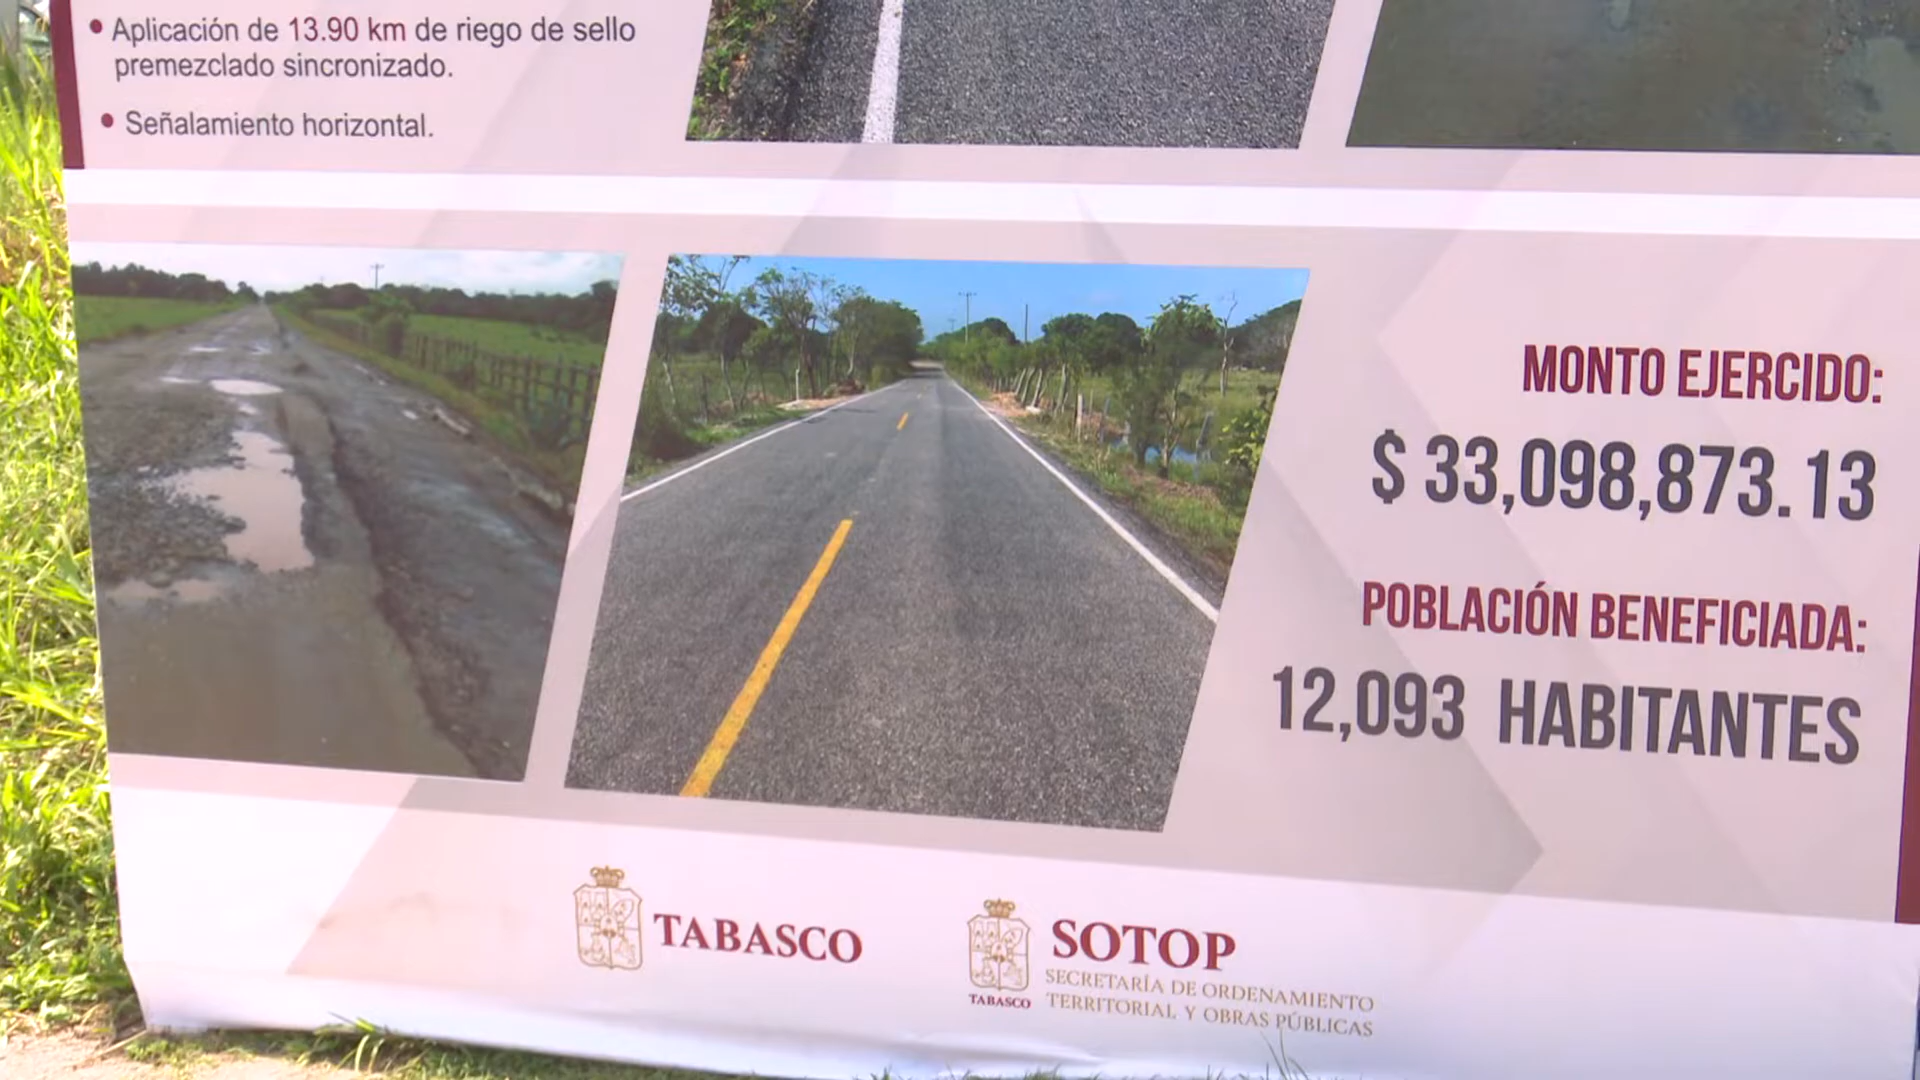 • Aplicación de 13.90 km de riego de sello
premezclado sincronizado.
• Señalamiento horizontal.
MONTO EJERCIDO:
$ 33,098,873.13
POBLACIÓN BENEFICIADA:
12,093 HABITANTES
TABASCO
SOTOP
SECRETARÍA DE ORDENAMIENTO
TERRITORIAL Y OBRAS PÚBLICAS
TABASCO